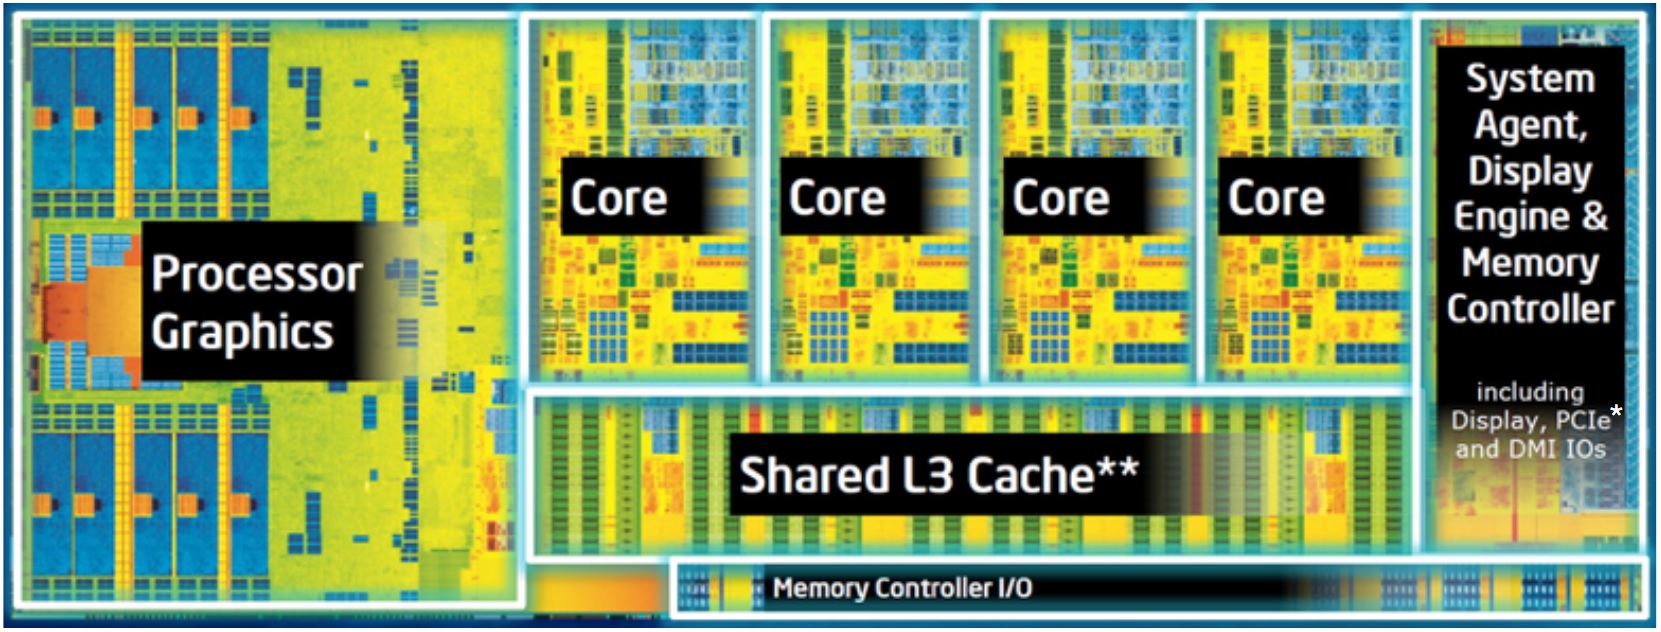 Processor
Graphics
Core
Core
Core
Core
System
Agent,
Display
Engine &
Memory
Controller
including
Display, PCIe*
and DMI IOs
Shared L3 Cache**
Memory Controller I/O